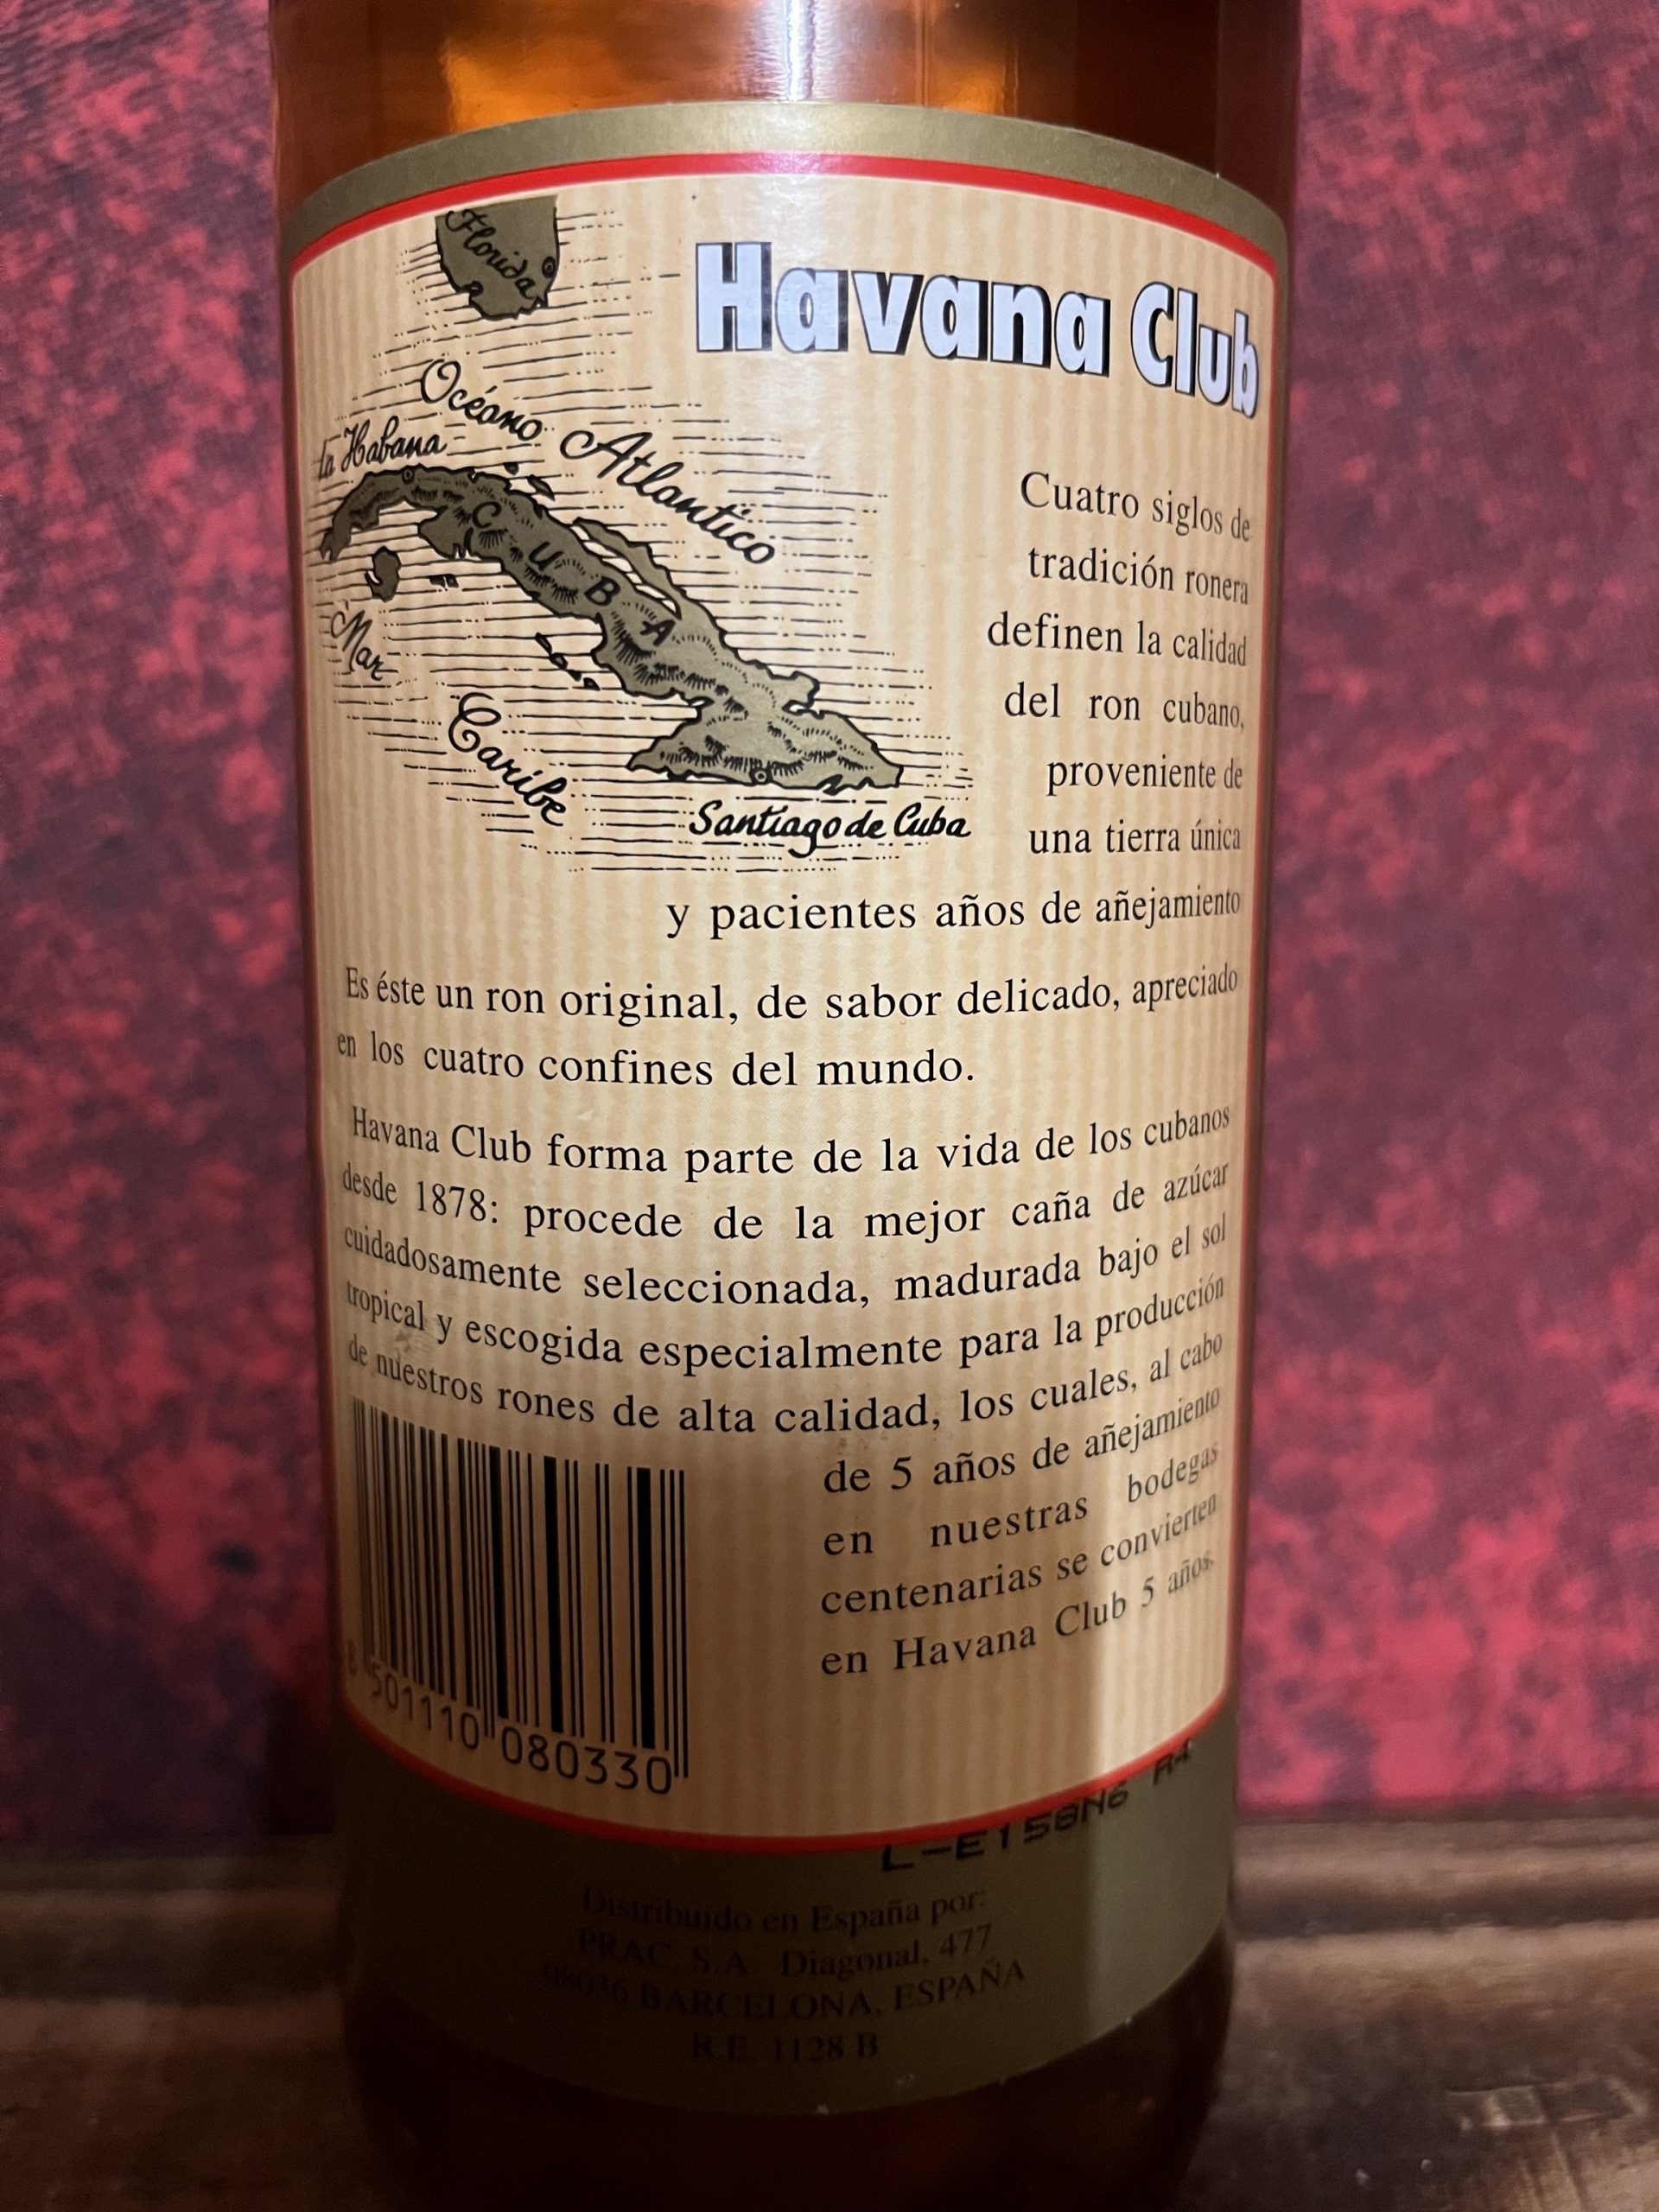 Florida
Havana Club
Océano Atlántico
la Habana
CUBA
Mar Caribe
Santiago de Cuba
Cuatro siglos de
tradición ronera
definen la calidad
del ron cubano,
proveniente de
una tierra única
y pacientes años de añejamiento
Es éste un ron original, de sabor delicado, apreciado
en los cuatro confines del mundo.
Havana Club forma parte de la vida de los cubanos
desde 1878: procede de la mejor caña de azúcar
cuidadosamente seleccionada, madurada bajo el sol
tropical y escogida especialmente para la producción
de nuestros rones de alta calidad, los cuales, al cabo
de 5 años de añejamiento
en nuestras bodegas
centenarias se convierten
en Havana Club 5 años.
8 501110 080330
L-E158N6 A4
Distribuido en España por:
PRAC, S.A. Diagonal, 477
08036 BARCELONA, ESPAÑA
R.E. 1128 B